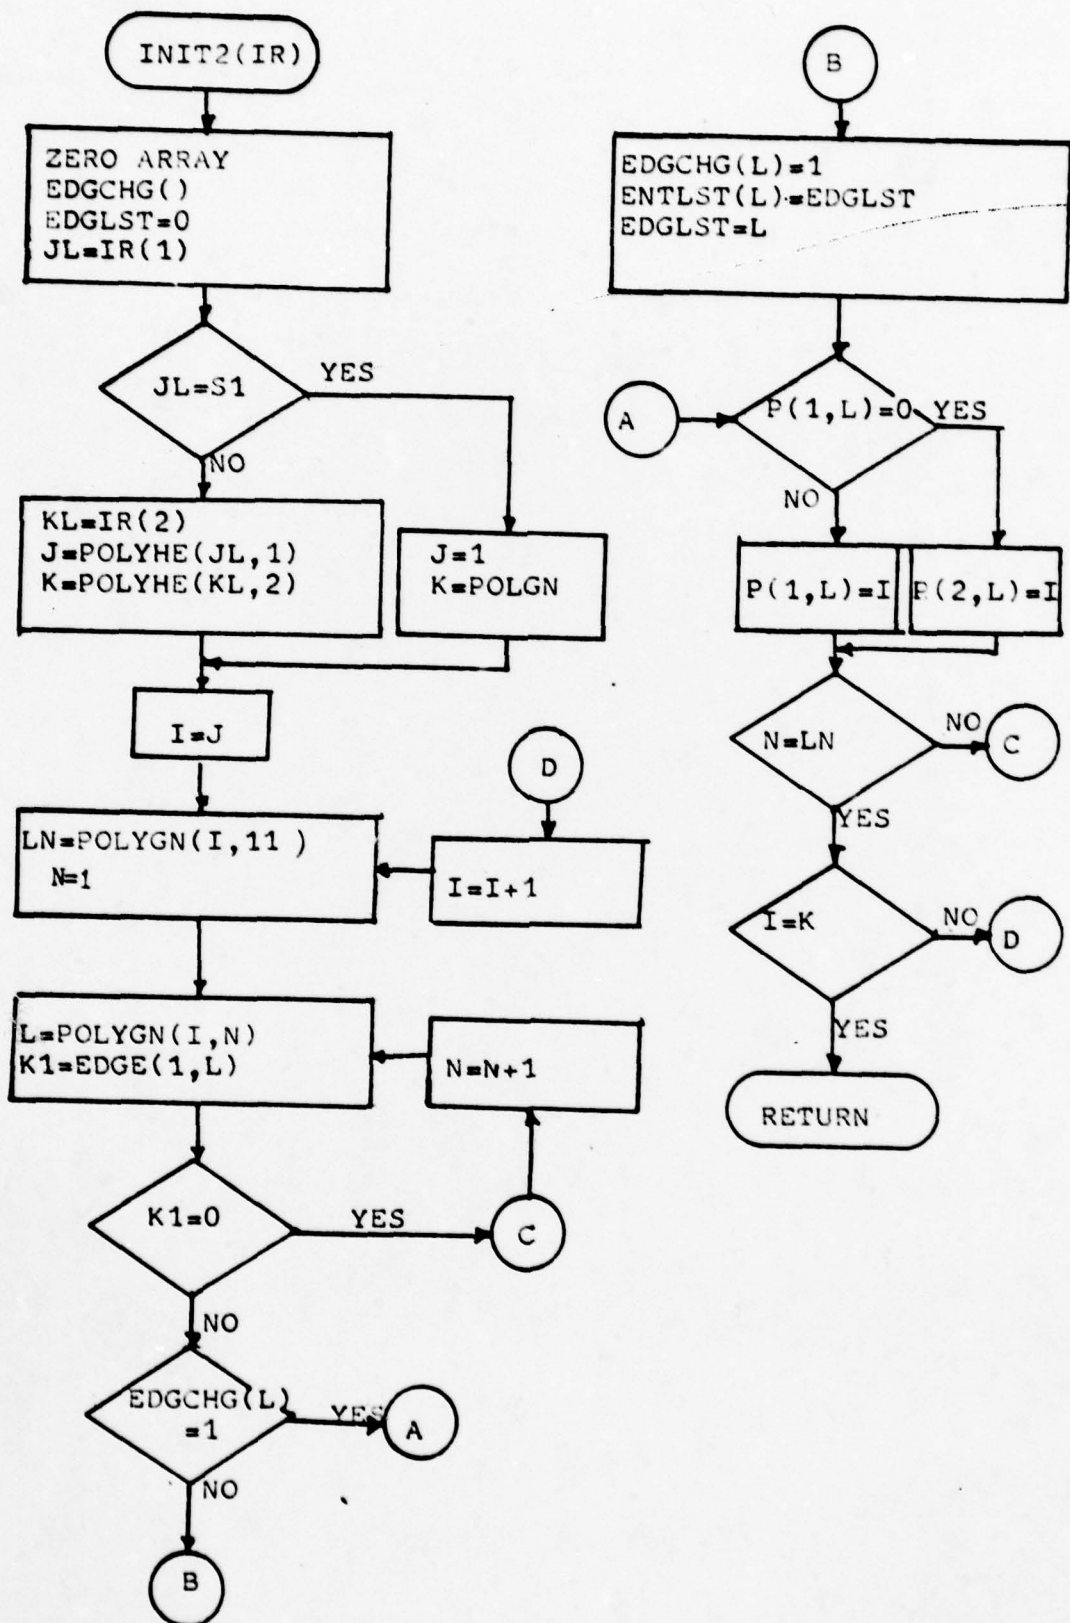 INIT2(IR)
ZERO ARRAY
EDGCHG()
EDGLST=0
JL=IR(1)
JL=S1
YES
NO
KL=IR(2)
J=POLYHE(JL,1)
K=POLYHE(KL,2)
J=1
K=POLGN
I=J
D
LN=POLYGN(I,11 )
N=1
I=I+1
L=POLYGN(I,N)
K1=EDGE(1,L)
N=N+1
K1=0
YES
C
NO
EDGCHG(L)
=1
YES
A
NO
B
B
EDGCHG(L)=1
ENTLST(L)=EDGLST
EDGLST=L
A
P(1,L)=0
YES
NO
P(1,L)=I
P(2,L)=I
N=LN
NO
C
YES
I=K
NO
D
YES
RETURN